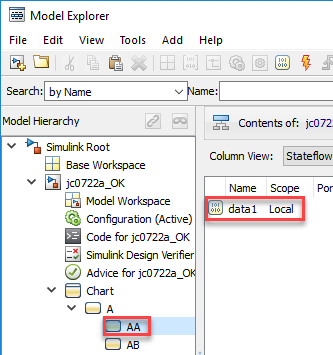 Model Explorer
File Edit View Tools Add Help
Search: by Name Name:
Model Hierarchy
Contents of: jc0722
Simulink Root
Base Workspace
Column View: Stateflow
jc0722a_OK
Name Scope Por
Model Workspace
data1 Local
Configuration (Active)
Code for jc0722a_OK
Simulink Design Verifier
Advice for jc0722a_OK
Chart
A
AA
AB